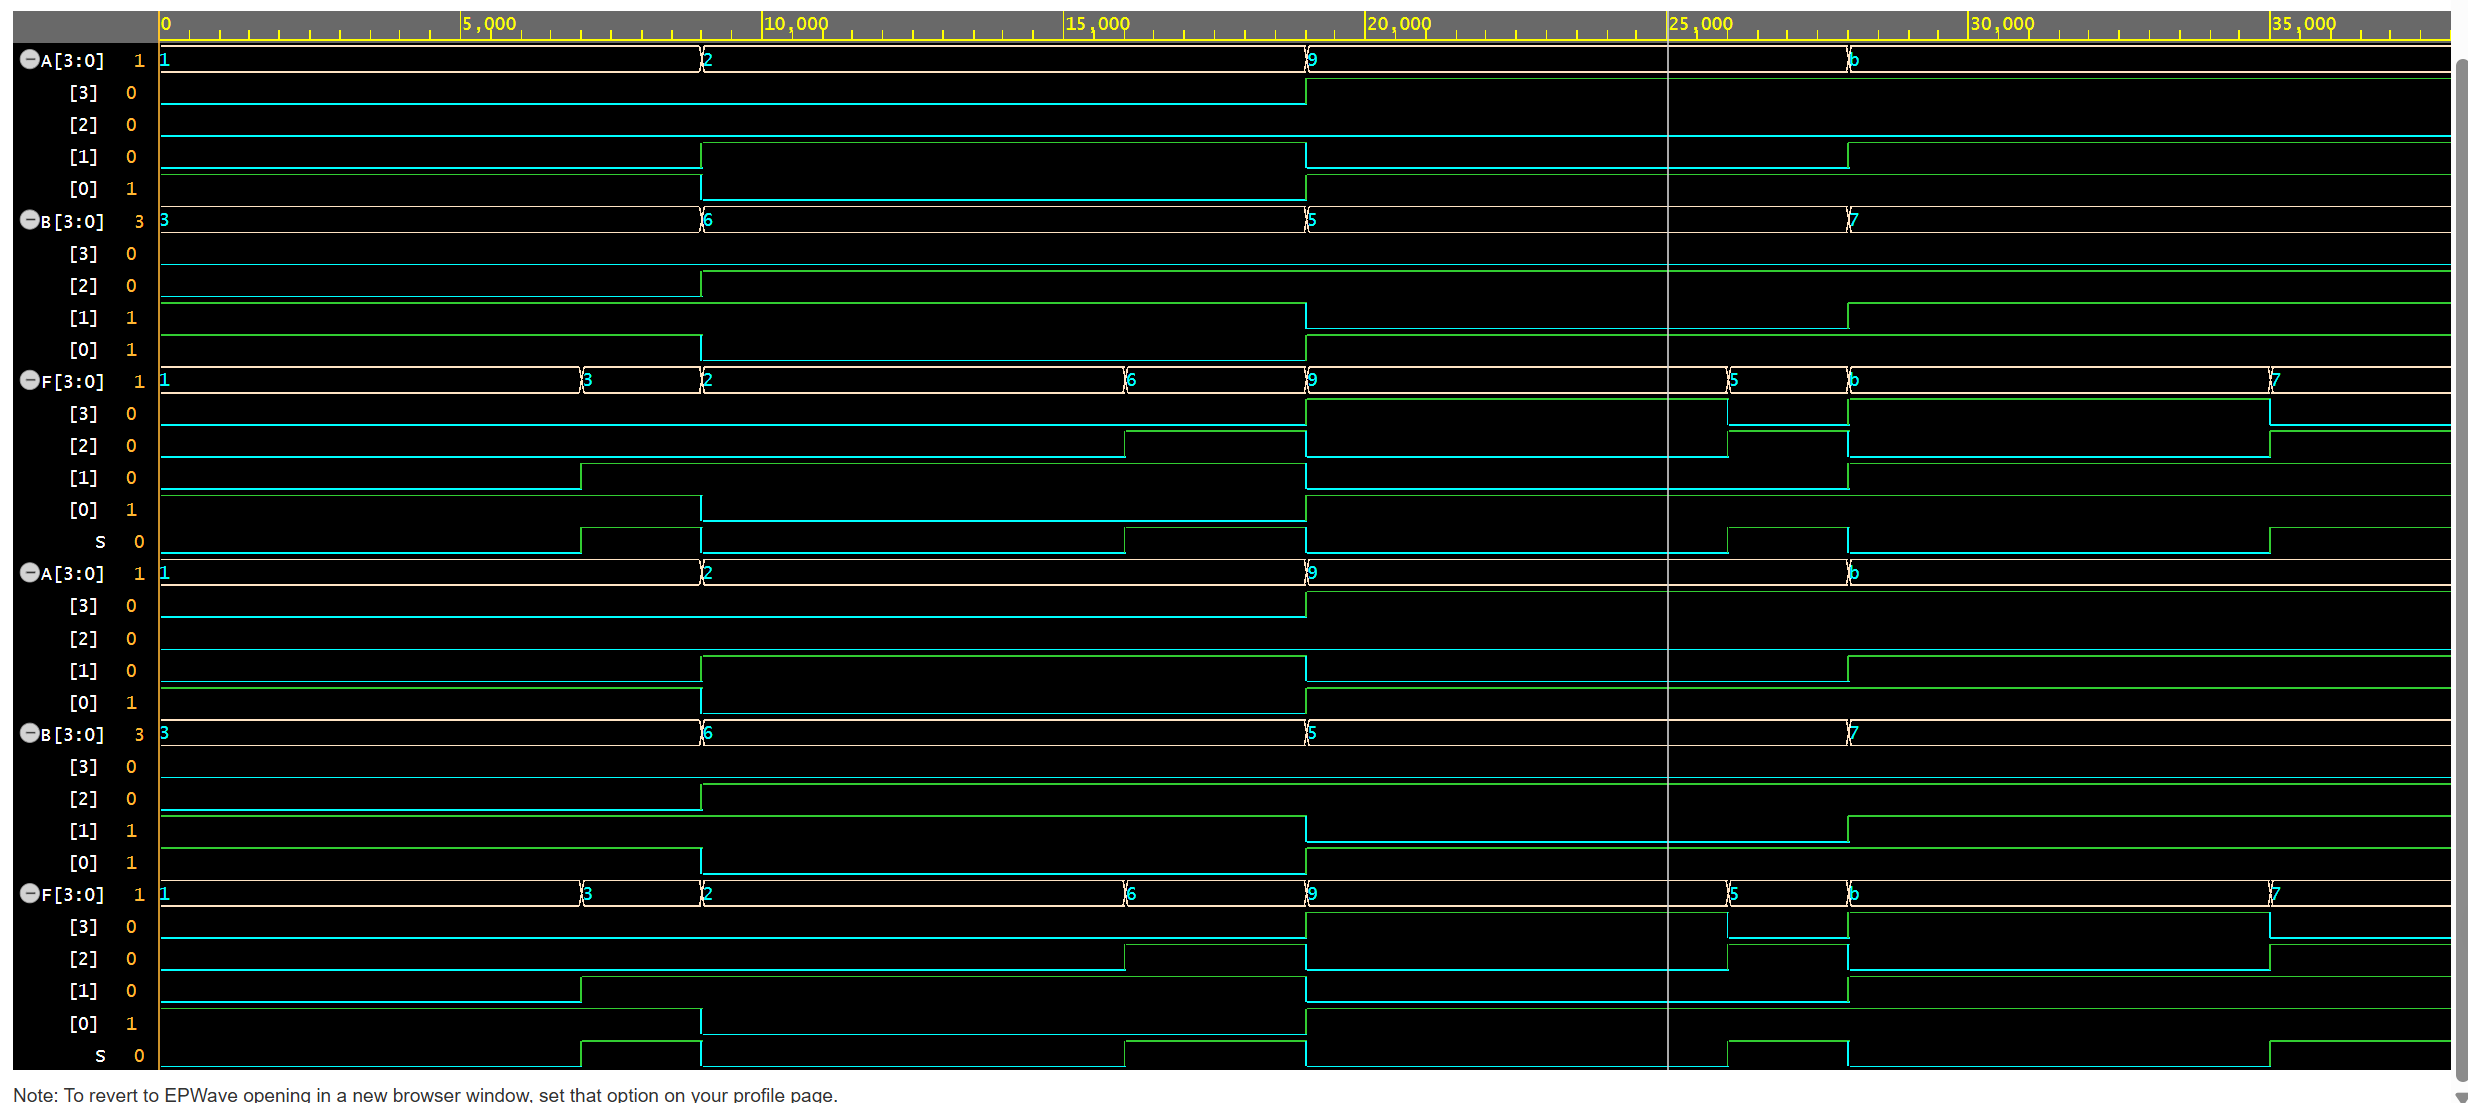 0 5,000 10,000 15,000 20,000 25,000 30,000 35,000
A[3:0] 1 1 2 9 b
[3] 0
[2] 0
[1] 0
[0] 1
B[3:0] 3 3 6 5 7
[3] 0
[2] 0
[1] 1
[0] 1
F[3:0] 1 1 3 2 6 9 5 b 7
[3] 0
[2] 0
[1] 0
[0] 1
S 0
A[3:0] 1 1 2 9 b
[3] 0
[2] 0
[1] 0
[0] 1
B[3:0] 3 3 6 5 7
[3] 0
[2] 0
[1] 1
[0] 1
F[3:0] 1 1 3 2 6 9 5 b 7
[3] 0
[2] 0
[1] 0
[0] 1
S 0
Note: To revert to EPWave opening in a new browser window, set that option on your profile page.